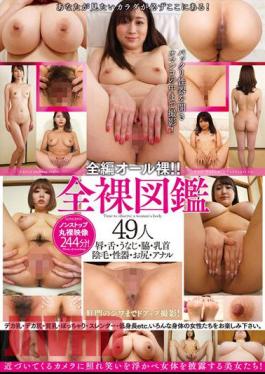 あなたが見たいカラダが必ずここにある!
全編オール裸!!
全裸図鑑
Time to observe a woman's body
ノンストップ
丸裸映像
244分!
49人
唇・舌・うなじ・脇・乳首
陰毛・性器・お尻・アナル
肛門のシワまでドアップ撮影!
デカ乳・デカ尻・貧乳・ぽっちゃり・スレンダー・低身長etc.いろんな身体の女性たちをお楽しみ下さい。
近づいてくるカメラに照れ笑いを浮かべ女体を披露する美女たち!